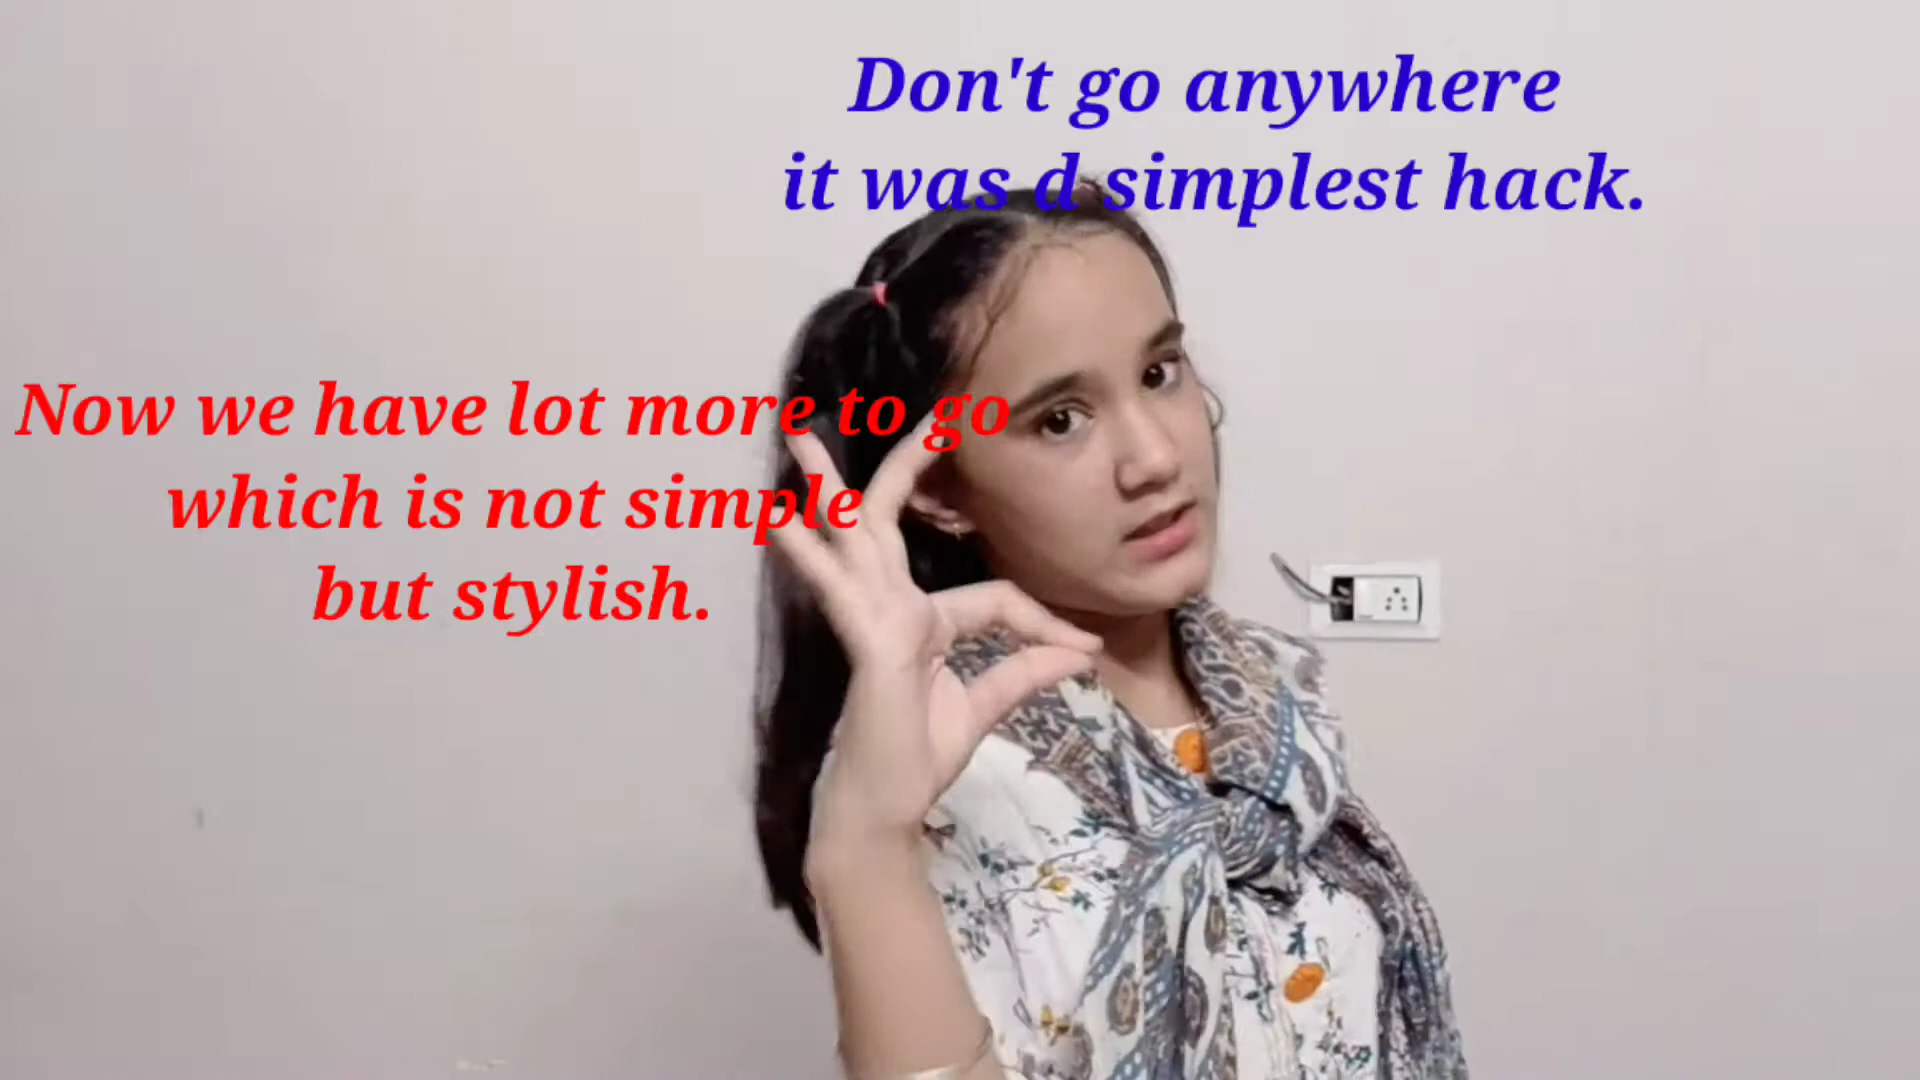 Don't go anywhere
it was d simplest hack.
Now we have lot more to go
which is not simple
but stylish.